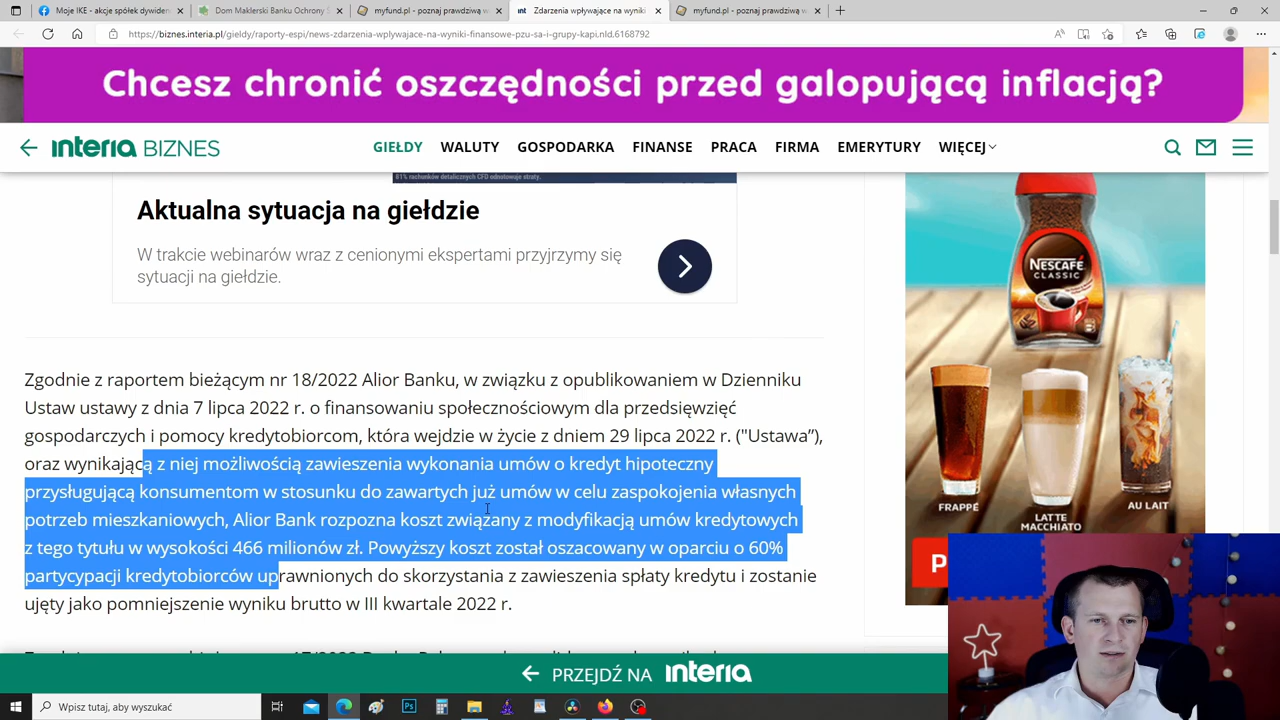 Moje IKE - akcje spółek dywiden
Dom Maklerski Banku Ochrony Ś
myfund.pl - poznaj prawdziwą w
int Zdarzenia wpływające na wyniki
myfund.pl - poznaj prawdziwą w
https://biznes.interia.pl/gieldy/raporty-espi/news-zdarzenia-wplywajace-na-wyniki-finansowe-pzu-sa-i-grupy-kapi,nId,6168792
Chcesz chronić oszczędności przed galopującą inflacją?
interia BIZNES
GIEŁDY WALUTY GOSPODARKA FINANSE PRACA FIRMA EMERYTURY WIĘCEJ
81% rachunków detalicznych CFD odnotowuje straty.
Aktualna sytuacja na giełdzie
W trakcie webinarów wraz z cenionymi ekspertami przyjrzymy się
sytuacji na giełdzie.
NESCAFÉ
CLASSIC
Zgodnie z raportem bieżącym nr 18/2022 Alior Banku, w związku z opublikowaniem w Dzienniku
Ustaw ustawy z dnia 7 lipca 2022 r. o finansowaniu społecznościowym dla przedsięwzięć
gospodarczych i pomocy kredytobiorcom, która wejdzie w życie z dniem 29 lipca 2022 r. ("Ustawa”),
oraz wynikającą z niej możliwością zawieszenia wykonania umów o kredyt hipoteczny
przysługującą konsumentom w stosunku do zawartych już umów w celu zaspokojenia własnych
potrzeb mieszkaniowych, Alior Bank rozpozna koszt związany z modyfikacją umów kredytowych
z tego tytułu w wysokości 466 milionów zł. Powyższy koszt został oszacowany w oparciu o 60%
partycypacji kredytobiorców uprawnionych do skorzystania z zawieszenia spłaty kredytu i zostanie
ujęty jako pomniejszenie wyniku brutto w III kwartale 2022 r.
FRAPPÉ
LATTE
MACCHIATO
AU LAIT
P
PRZEJDŹ NA interia
Wpisz tutaj, aby wyszukać